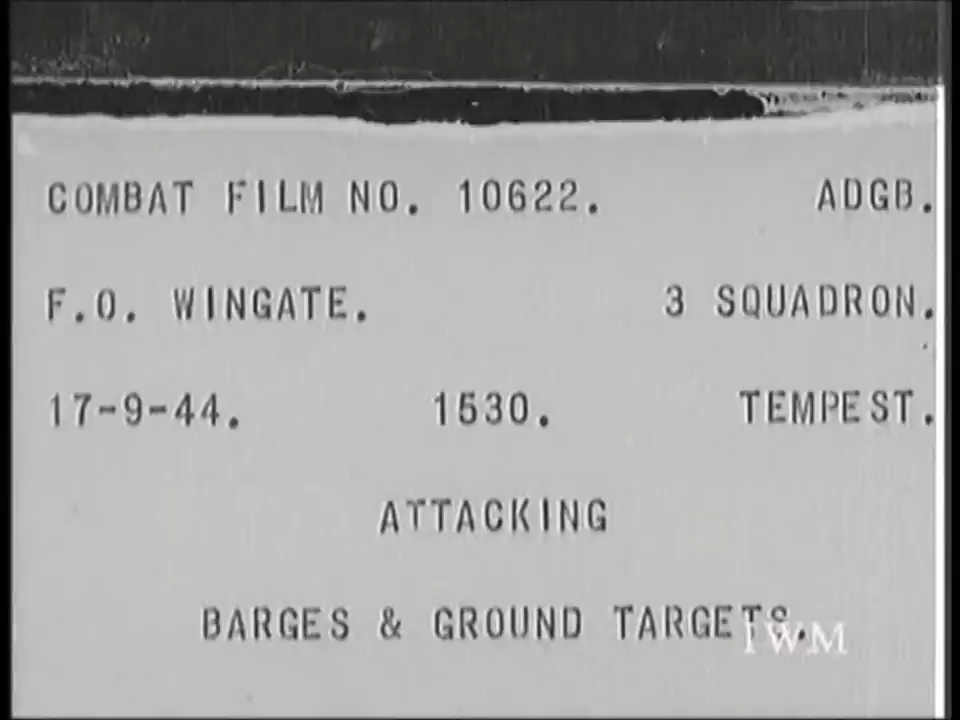 COMBAT FILM NO. 10622. ADGB.
F.O. WINGATE. 3 SQUADRON.
17-9-44. 1530. TEMPEST.
ATTACKING
BARGES & GROUND TARGETS.
IWM